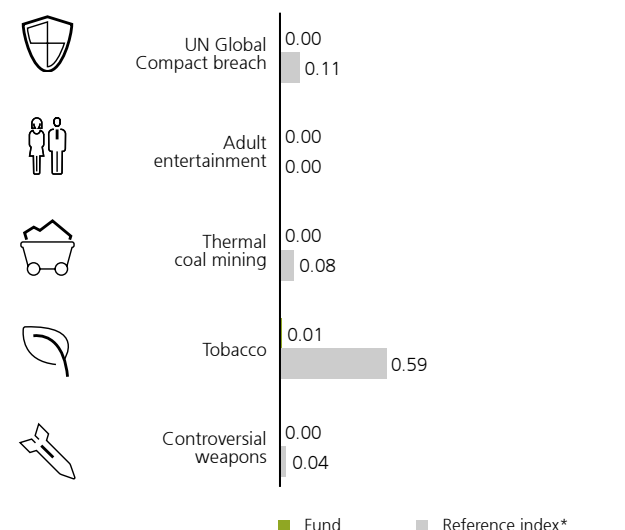 UN Global
Compact breach
0.00
0.11
Adult
entertainment
0.00
0.00
Thermal
coal mining
0.00
0.08
Tobacco
0.01
0.59
Controversial
weapons
0.00
0.04
Fund
Reference index*